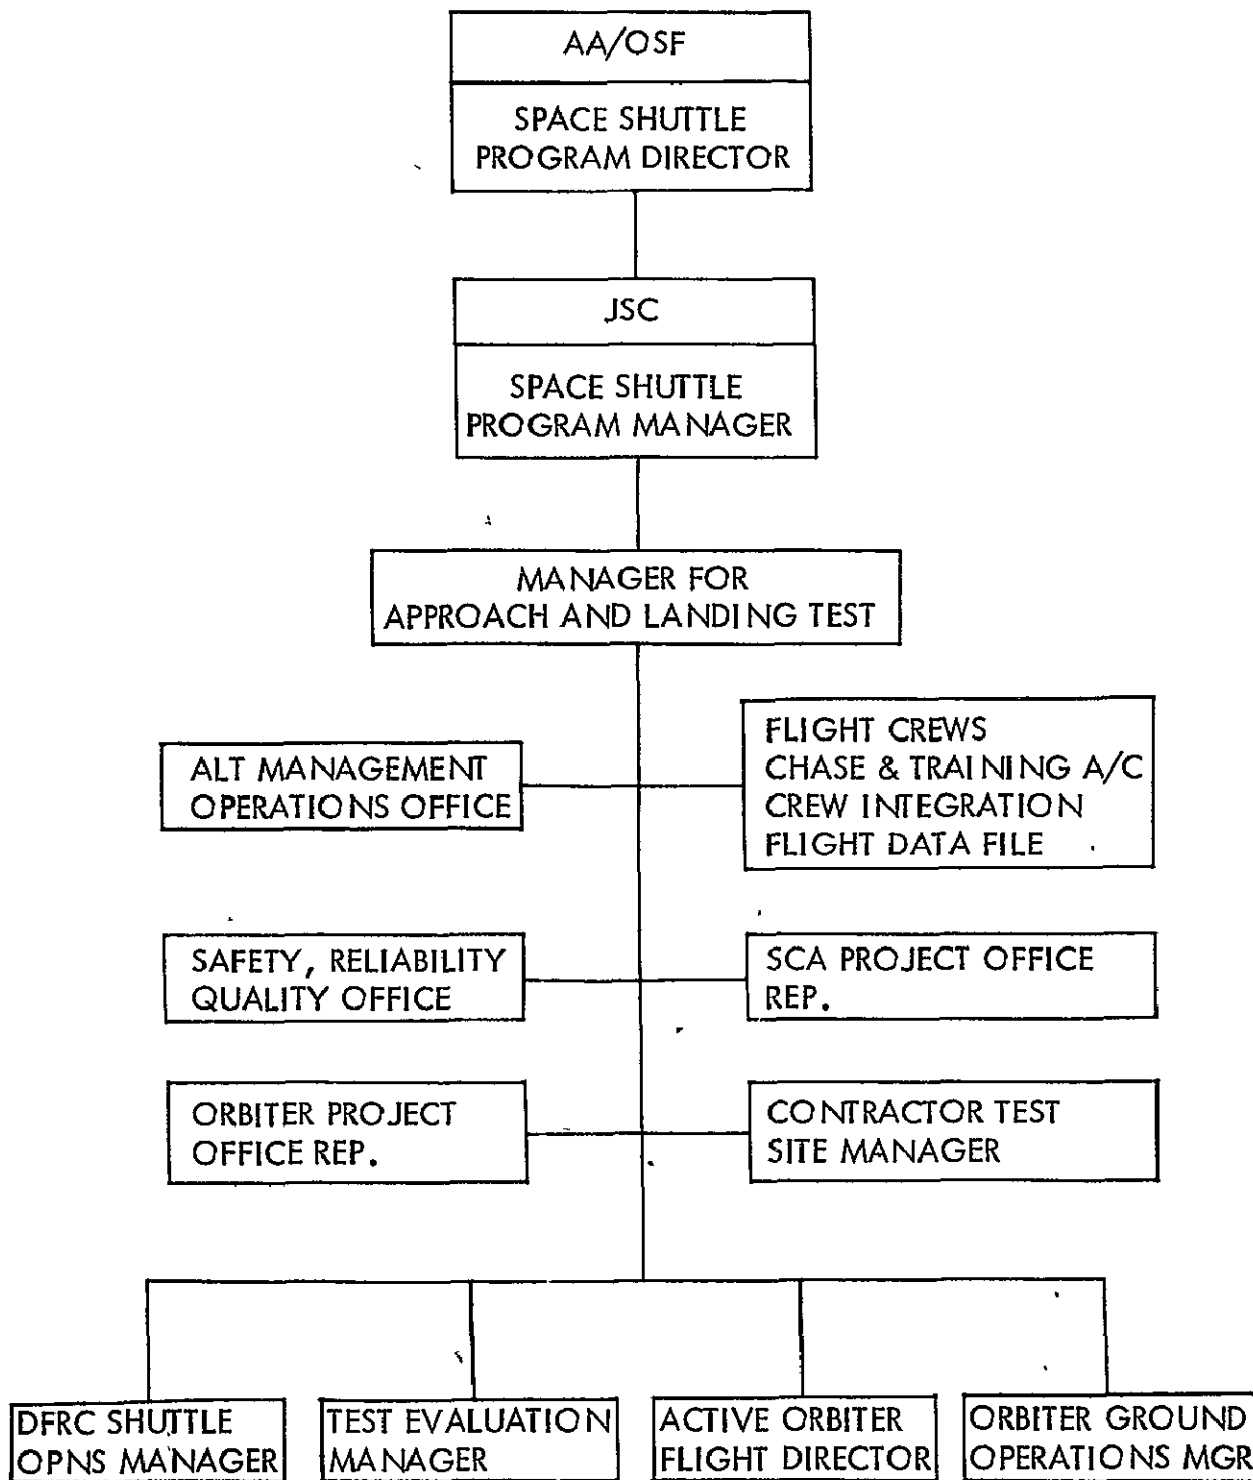 AA/OSF
SPACE SHUTTLE
PROGRAM DIRECTOR
JSC
SPACE SHUTTLE
PROGRAM MANAGER
MANAGER FOR
APPROACH AND LANDING TEST
ALT MANAGEMENT
OPERATIONS OFFICE
FLIGHT CREWS
CHASE & TRAINING A/C
CREW INTEGRATION
FLIGHT DATA FILE
SAFETY, RELIABILITY
QUALITY OFFICE
SCA PROJECT OFFICE
REP.
ORBITER PROJECT
OFFICE REP.
CONTRACTOR TEST
SITE MANAGER
DFRC SHUTTLE
OPNS MANAGER
TEST EVALUATION
MANAGER
ACTIVE ORBITER
FLIGHT DIRECTOR
ORBITER GROUND
OPERATIONS MGR